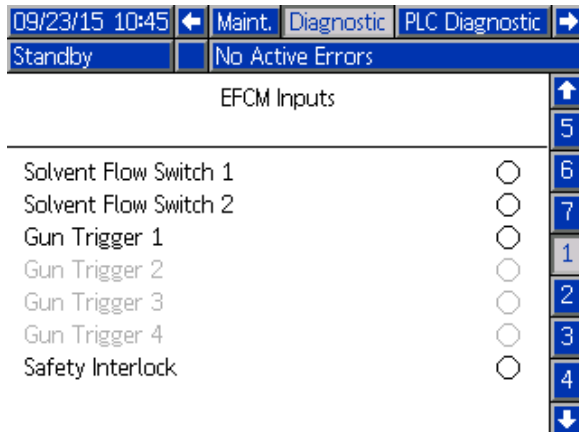 09/23/15 10:45 Maint. Diagnostic PLC Diagnostic
Standby No Active Errors
EFCM Inputs
5
Solvent Flow Switch 1 6
Solvent Flow Switch 2 7
Gun Trigger 1 1
Gun Trigger 2
Gun Trigger 3 2
Gun Trigger 4 3
Safety Interlock 4